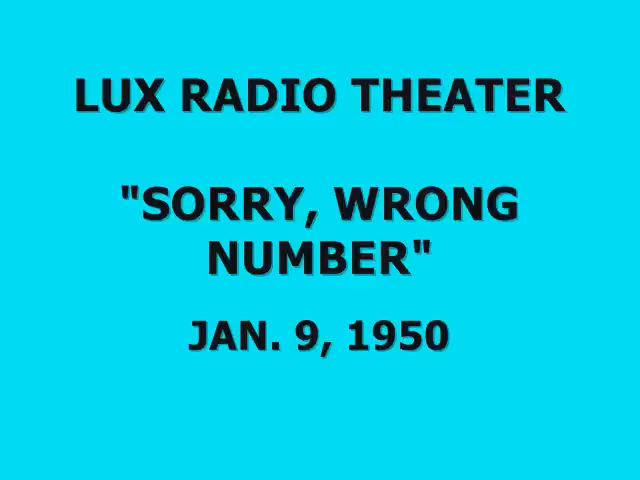 LUX RADIO THEATER
"SORRY, WRONG
NUMBER"
JAN. 9, 1950